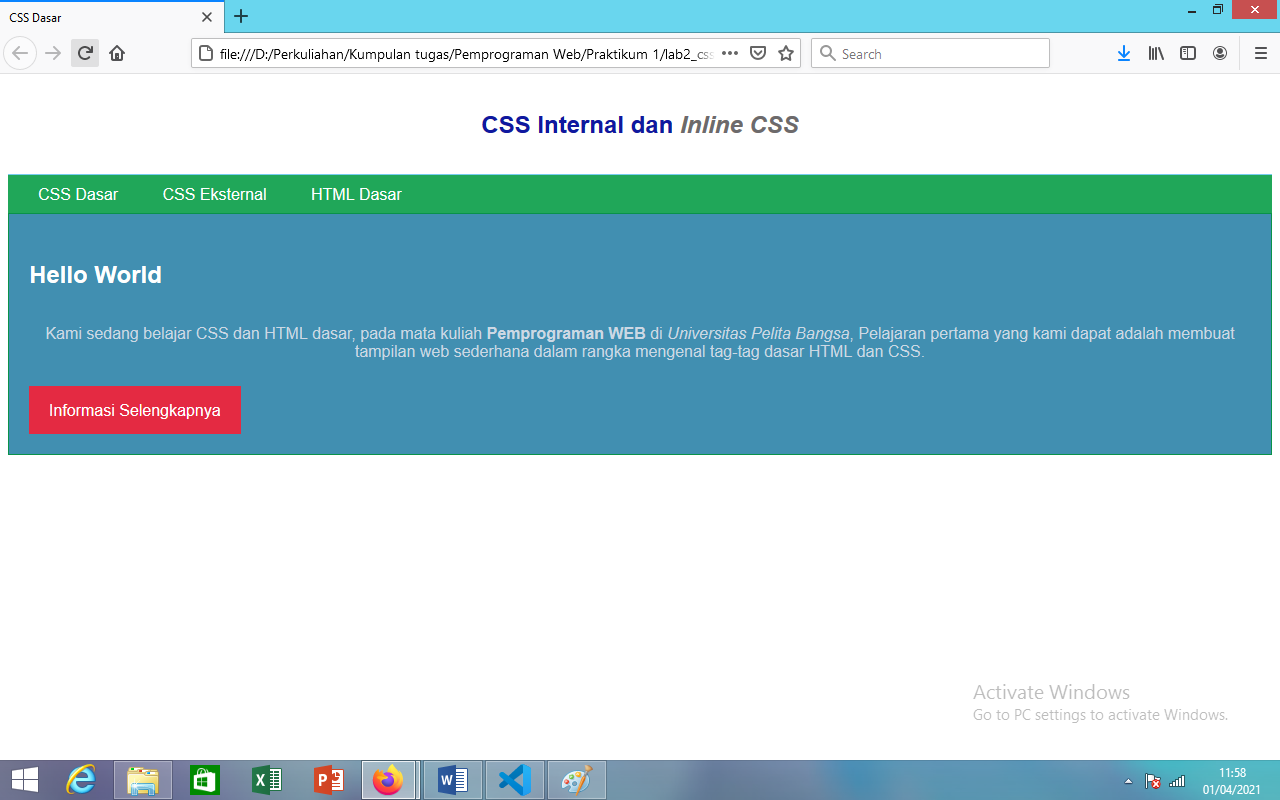 CSS Dasar
file:///D:/Perkuliahan/Kumpulan tugas/Pemprograman Web/Praktikum 1/lab2_css
Search
CSS Internal dan Inline CSS
CSS Dasar CSS Eksternal HTML Dasar
Hello World
Kami sedang belajar CSS dan HTML dasar, pada mata kuliah Pemprograman WEB di Universitas Pelita Bangsa, Pelajaran pertama yang kami dapat adalah membuat
tampilan web sederhana dalam rangka mengenal tag-tag dasar HTML dan CSS.
Informasi Selengkapnya
Activate Windows
Go to PC settings to activate Windows.
11:58
01/04/2021